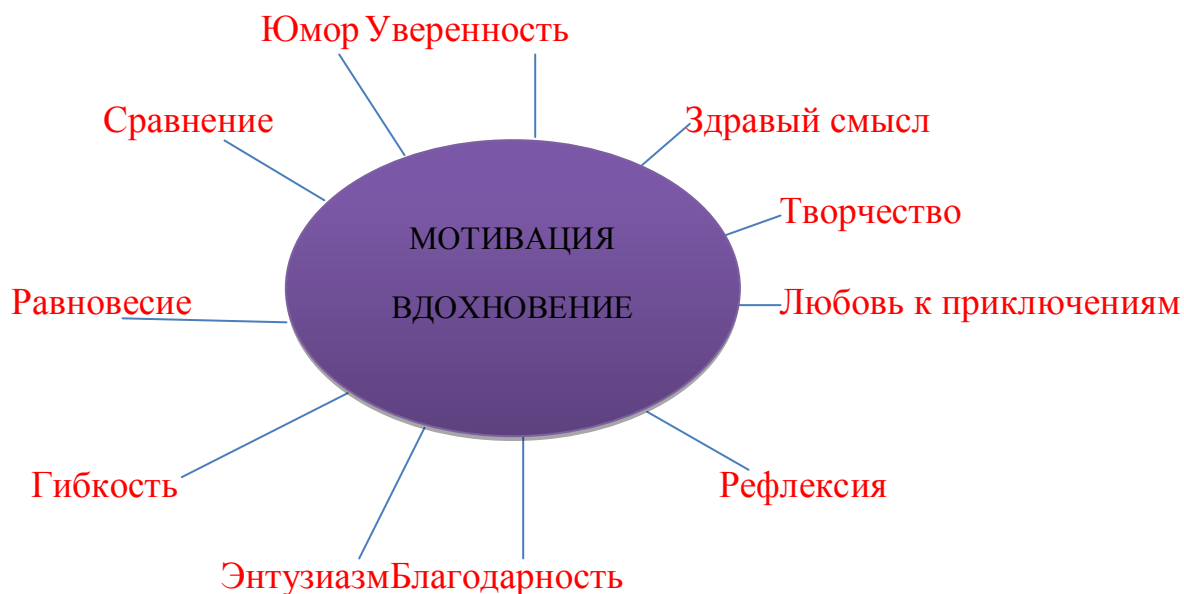 Юмор Уверенность
Сравнение
Здравый смысл
Творчество
МОТИВАЦИЯ
ВДОХНОВЕНИЕ
Равновесие
Любовь к приключениям
Гибкость
Рефлексия
ЭнтузиазмБлагодарность